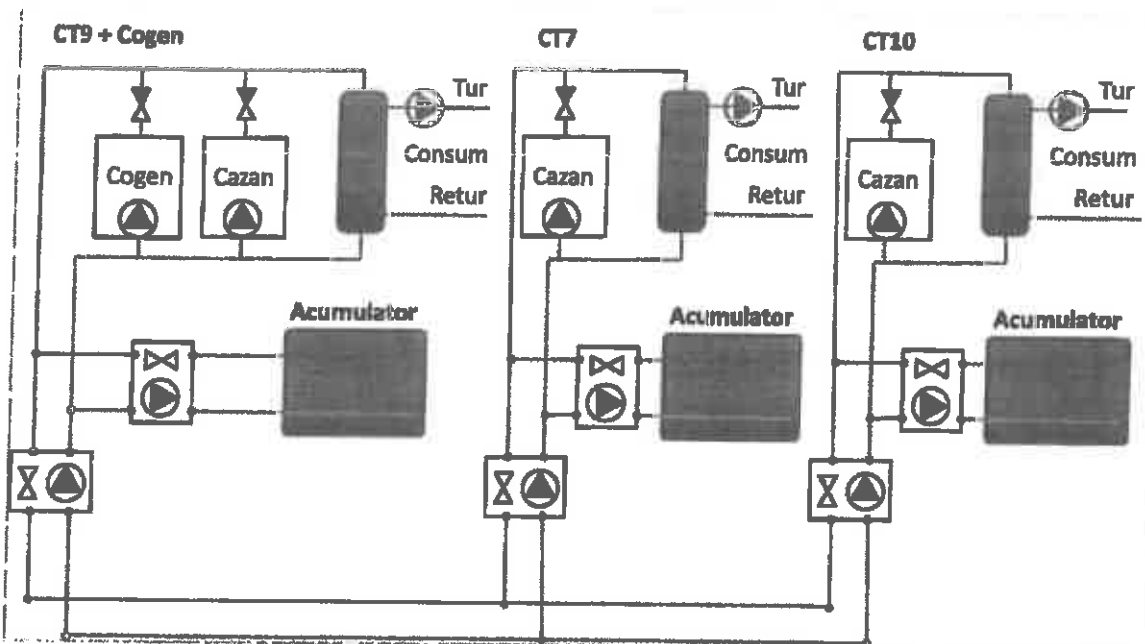 CT9 + Cogen
CT7
CT10
Tur
Tur
Tur
Cogen
Cazan
Consum
Cazan
Consum
Cazan
Consum
Retur
Retur
Retur
Acumulator
Acumulator
Acumulator